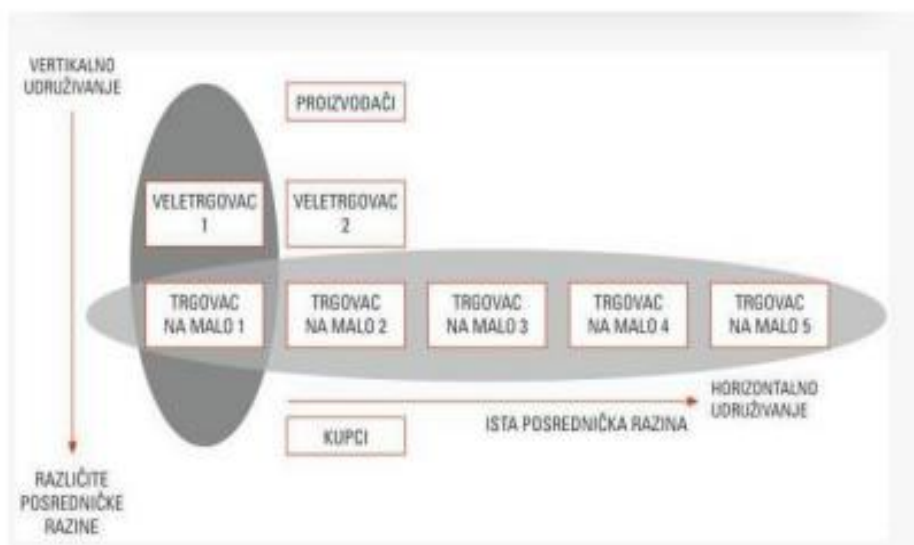 VERTIKALNO
UDRUŽIVANJE
PROIZVOĐAČI
VELETRGOVAC
1
VELETRGOVAC
2
TRGOVAC
NA MALO 1
TRGOVAC
NA MALO 2
TRGOVAC
NA MALO 3
TRGOVAC
NA MALO 4
TRGOVAC
NA MALO 5
HORIZONTALNO
UDRUŽIVANJE
ISTA POSREDNIČKA RAZINA
KUPCI
RAZLIČITE
POSREDNIČKE
RAZINE